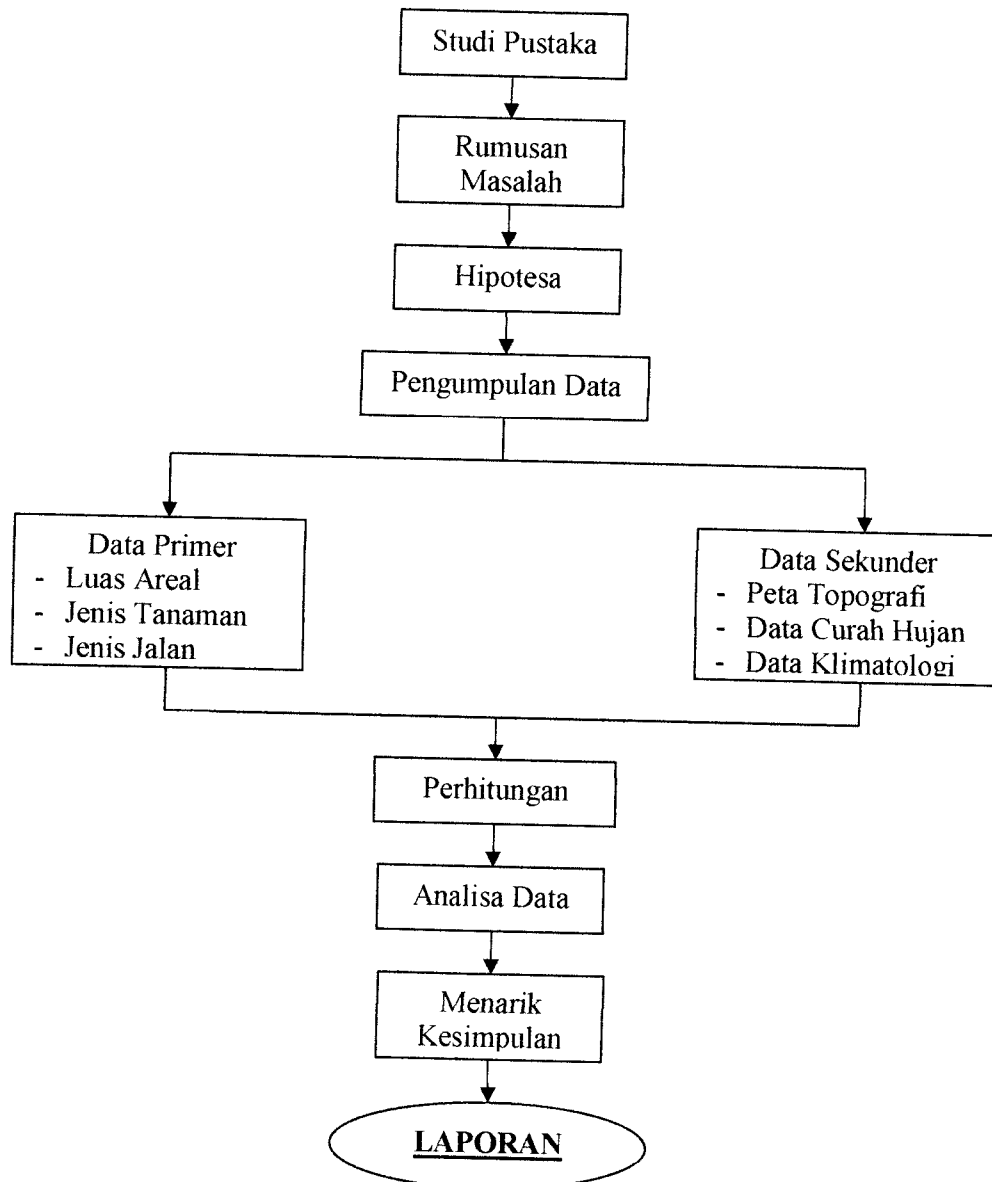 Studi Pustaka
Rumusan
Masalah
Hipotesa
Pengumpulan Data
Data Primer
- Luas Areal
- Jenis Tanaman
- Jenis Jalan
Data Sekunder
- Peta Topografi
- Data Curah Hujan
- Data Klimatologi
Perhitungan
Analisa Data
Menarik
Kesimpulan
LAPORAN